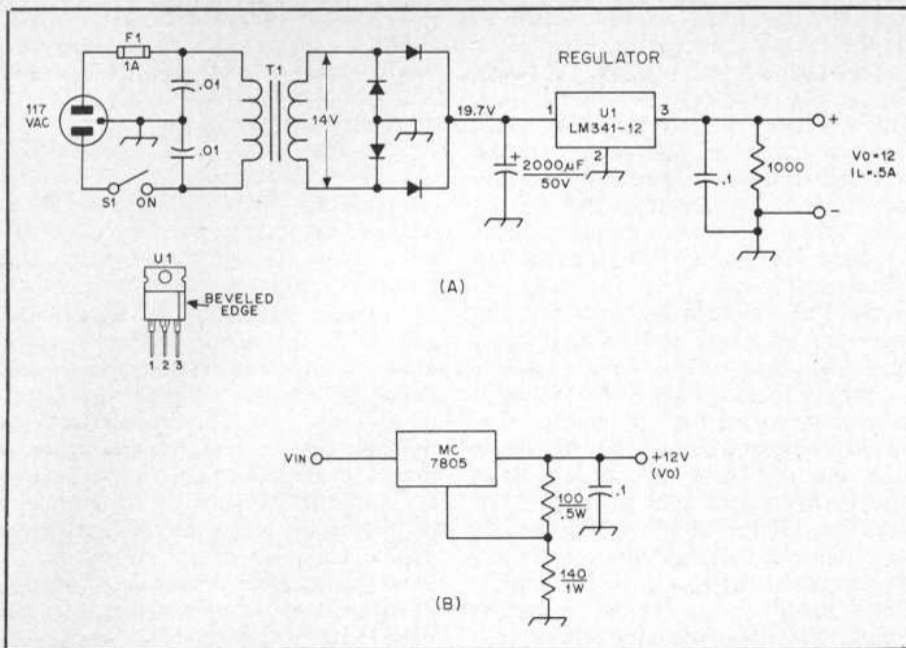 F1
1A
.01
117
VAC
.01
S1
ON
T1
14V
19.7V
2000µF
50V
REGULATOR
1
U1
LM341-12
3
2
.1
1000
+
VO=12
IL=.5A
-
(A)
U1
BEVELED
EDGE
1 2 3
VIN
MC
7805
+12V
(VO)
100
.5W
.1
140
1W
(B)